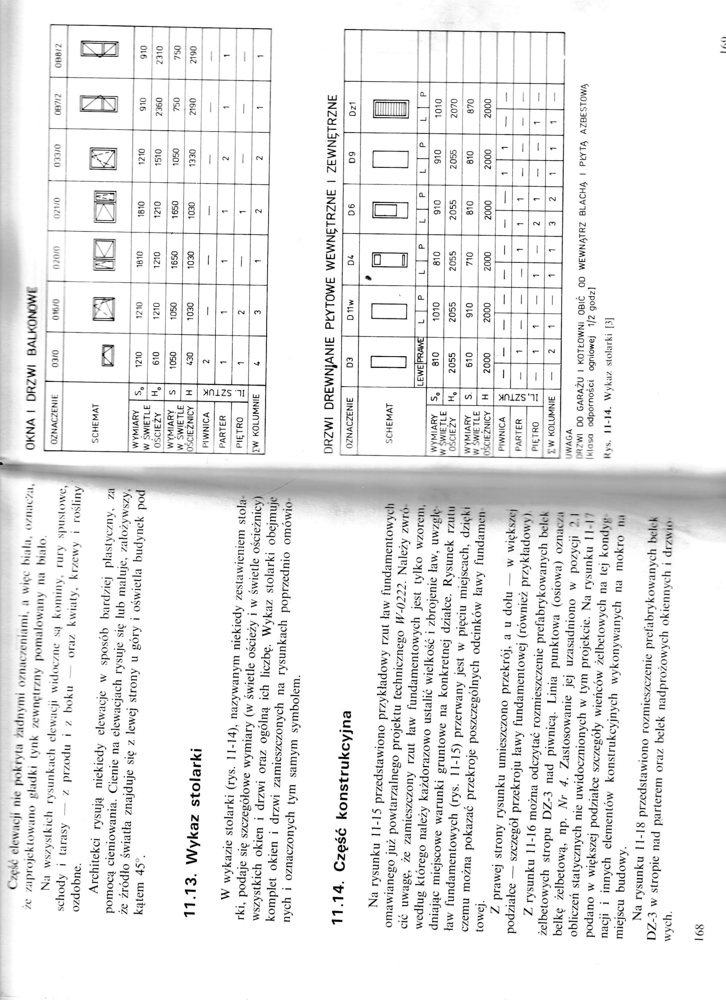 Część elewacji nie pokryta żadnymi oznaczeniami, a więc biała, oznacza,
że zaprojektowano gładki tynk zewnętrzny pomalowany na biało.
Na wszystkich rysunkach elewacji widoczne są kominy, rury spustowe,
schody i tarasy — z przodu i z boku — oraz kwiaty, krzewy i rośliny
ozdobne.
Architekci rysują niekiedy elewacje w sposób bardziej plastyczny, za
pomocą cieniowania. Cienie na elewacjach rysuje się lub maluje, założywszy,
że źródło światła znajduje się z lewej strony u góry i oświetla budynek pod
kątem 45°.
11.13. Wykaz stolarki
W wykazie stolarki (rys. 11-14), nazywanym niekiedy zestawieniem stola-
rki, podaje się szczegółowe wymiary (w świetle ościeży i w świetle ościeżnicy)
wszystkich okien i drzwi oraz ogólną ich liczbę. Wykaz stolarki obejmuje
komplet okien i drzwi zamieszczonych na rysunkach poprzednio omówio-
nych i oznaczonych tym samym symbolem.
11.14. Część konstrukcyjna
Na rysunku 11-15 przedstawiono przykładowy rzut ław fundamentowych
omawianego już powtarzalnego projektu technicznego W-0222. Należy zwró-
cić uwagę, że zamieszczony rzut ław fundamentowych jest tylko wzorem,
według którego należy każdorazowo ustalić wielkość i zbrojenie ław, uwzglę-
dniając miejscowe warunki gruntowe na konkretnej działce. Rysunek rzutu
ław fundamentowych (rys. 11-15) przerwany jest w pięciu miejscach, dzięki
czemu można pokazać przekroje poszczególnych odcinków ławy fundamen-
towej.
Z prawej strony rysunku umieszczono przekrój, a u dołu — w większej
podziałce — szczegół przekroju ławy fundamentowej (również przykładowy).
Z rysunku 11-16 można odczytać rozmieszczenie prefabrykowanych belek
żelbetowych stropu DZ-3 nad piwnicą. Linia punktowa (osiowa) oznacza
belkę żelbetową, np. Nr 4. Zastosowanie jej uzasadniono w pozycji 2.1
obliczeń statycznych nie uwidocznionych w tym projekcie. Na rysunku 11-17
podano w większej podziałce szczegóły wieńców żelbetowych na tej kondyg-
nacji i innych elementów konstrukcyjnych wykonywanych na mokro na
miejscu budowy.
Na rysunku 11-18 przedstawiono rozmieszczenie prefabrykowanych belek
DZ-3 w stropie nad parterem oraz belek nadprożowych okiennych i drzwio-
wych.
168
OKNA I DRZWI BALKONOWE
OZNACZENIE 03/0 016/0 020/0 021/0 033/0 0B7/2 0B8/2
SCHEMAT
WYMIARY W ŚWIETLE OŚCIEŻY So 1210 1210 1810 1810 1210 910 910
Ho 610 1210 1210 1210 1510 2360 2310
WYMIARY W ŚWIETLE OŚCIEŻNICY S 1050 1050 1650 1650 1050 750 750
H 430 1030 1030 1030 1330 2190 2190
IL. SZTUK
PIWNICA 2 — — — — — —
PARTER 1 1 1 1 2 1 1
PIĘTRO 1 2 — 1 — — —
Σ W KOLUMNIE 4 3 1 2 2 1 1
DRZWI DREWNIANE PŁYTOWE WEWNĘTRZNE I ZEWNĘTRZNE
OZNACZENIE D3 D11w D4 D6 D9 Dz1
SCHEMAT
LEWE PRAWE L P L P L P L P L P
WYMIARY W ŚWIETLE OŚCIEŻY So 810 1010 810 910 910 1010
Ho 2055 2055 2055 2055 2055 2070
WYMIARY W ŚWIETLE OŚCIEŻNICY S. 610 910 710 810 810 870
H 2000 2000 2000 2000 2000 2000
IL. SZTUK
PIWNICA — — — — — — — — 1 1 — —
PARTER — 1 — — — 1 1 1 — — — —
PIĘTRO — 1 1 — 1 — 2 1 — — 1 —
Σ W KOLUMNIE — 2 1 — 1 1 3 2 1 1 1 —
UWAGA
DRZWI DO GARAŻU I KOTŁOWNI OBIĆ OD WEWNĄTRZ BLACHĄ I PŁYTĄ AZBESTOWĄ
[klasa odporności ogniowej 1/2 godz]
Rys. 11-14. Wykaz stolarki [3]